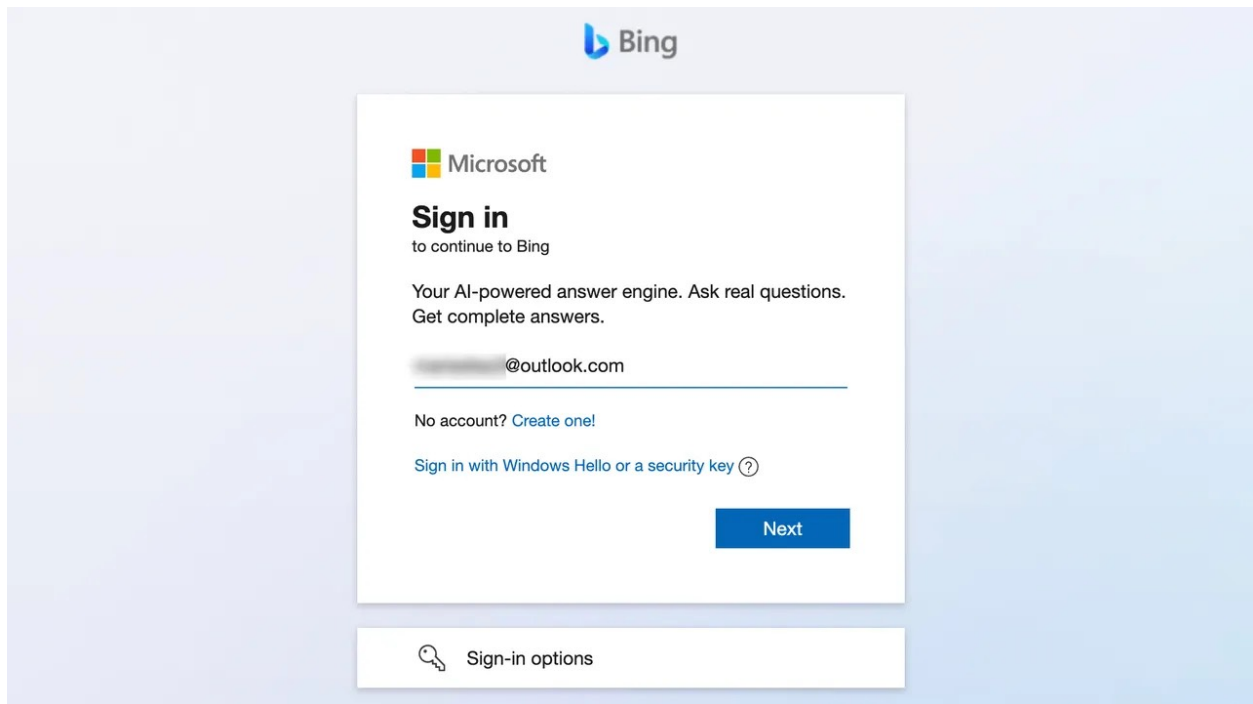 Bing
Microsoft
Sign in
to continue to Bing
Your AI-powered answer engine. Ask real questions.
Get complete answers.
@outlook.com
No account? Create one!
Sign in with Windows Hello or a security key ?
Next
Sign-in options